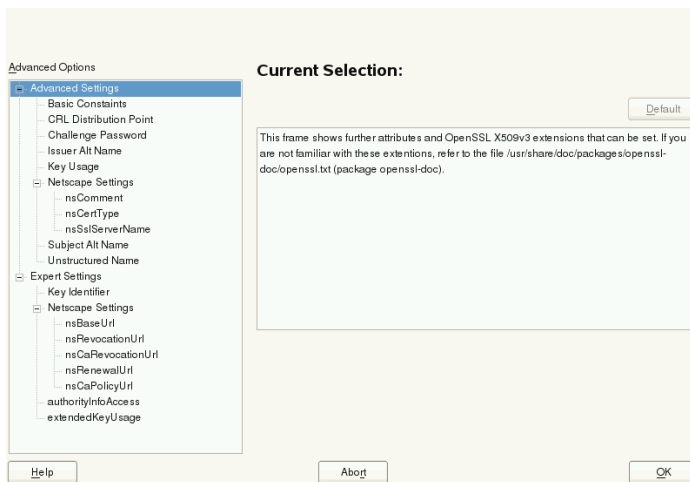 Advanced Options
Advanced Settings
Basic Constaints
CRL Distribution Point
Challenge Password
Issuer Alt Name
Key Usage
Netscape Settings
nsComment
nsCertType
nsSslServerName
Subject Alt Name
Unstructured Name
Expert Settings
Key Identifier
Netscape Settings
nsBaseUrl
nsRevocationUrl
nsCaRevocationUrl
nsRenewalUrl
nsCaPolicyUrl
authorityInfoAccess
extendedKeyUsage
Current Selection:
Default
This frame shows further attributes and OpenSSL X509v3 extensions that can be set. If you
are not familiar with these extentions, refer to the file /usr/share/doc/packages/openssl-
doc/openssl.txt (package openssl-doc).
Help
Abort
OK